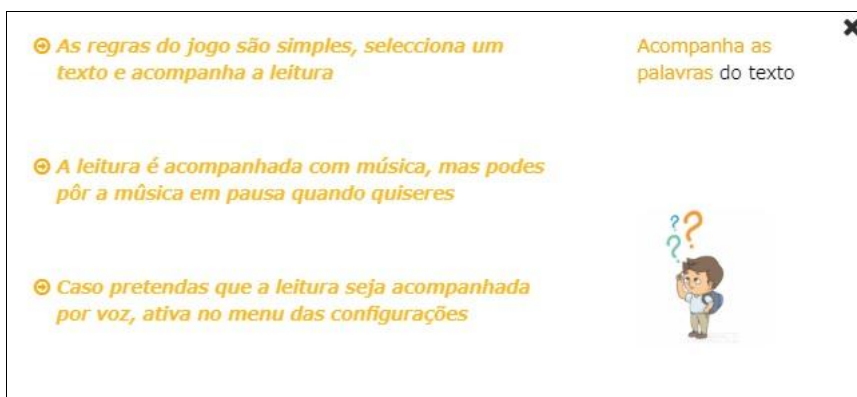 As regras do jogo são simples, selecciona um
texto e acompanha a leitura
Acompanha as
palavras do texto
A leitura é acompanhada com música, mas podes
pôr a mûsica em pausa quando quiseres
Caso pretendas que a leitura seja acompanhada
por voz, ativa no menu das configurações